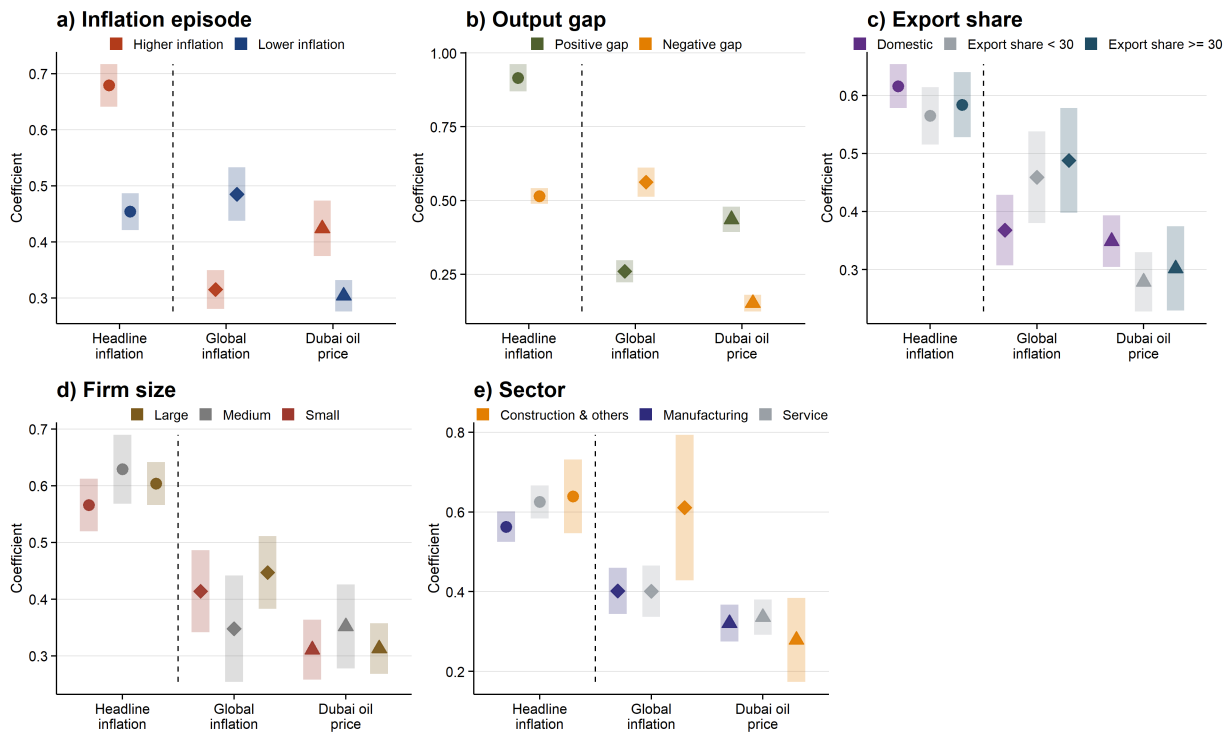 a) Inflation episode
Higher inflation Lower inflation
Coefficient
0.7
0.6
0.5
0.4
0.3
Headline
inflation
Global
inflation
Dubai oil
price
b) Output gap
Positive gap Negative gap
Coefficient
1.00
0.75
0.50
0.25
Headline
inflation
Global
inflation
Dubai oil
price
c) Export share
Domestic Export share < 30 Export share >= 30
Coefficient
0.6
0.5
0.4
0.3
Headline
inflation
Global
inflation
Dubai oil
price
d) Firm size
Large Medium Small
Coefficient
0.7
0.6
0.5
0.4
0.3
Headline
inflation
Global
inflation
Dubai oil
price
e) Sector
Construction & others Manufacturing Service
Coefficient
0.8
0.6
0.4
0.2
Headline
inflation
Global
inflation
Dubai oil
price